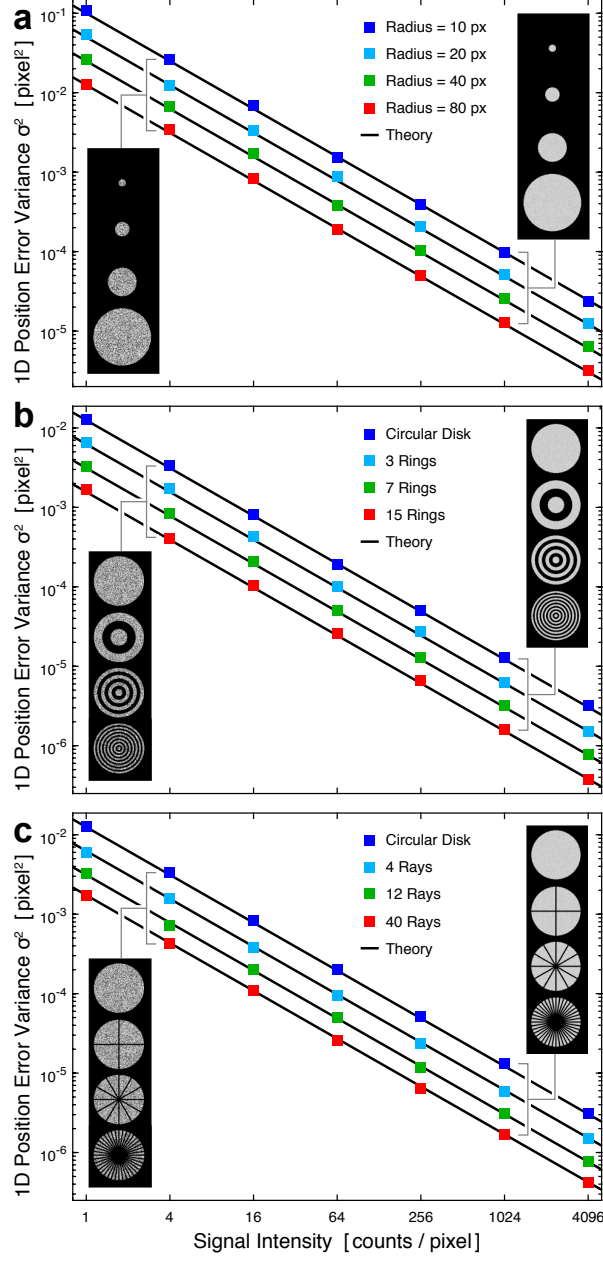 a
1D Position Error Variance σ² [pixel²]
10⁻¹
10⁻²
10⁻³
10⁻⁴
10⁻⁵
Radius = 10 px
Radius = 20 px
Radius = 40 px
Radius = 80 px
Theory
b
1D Position Error Variance σ² [pixel²]
10⁻²
10⁻³
10⁻⁴
10⁻⁵
10⁻⁶
Circular Disk
3 Rings
7 Rings
15 Rings
Theory
c
1D Position Error Variance σ² [pixel²]
10⁻²
10⁻³
10⁻⁴
10⁻⁵
10⁻⁶
Circular Disk
4 Rays
12 Rays
40 Rays
Theory
1 4 16 64 256 1024 4096
Signal Intensity [counts / pixel]